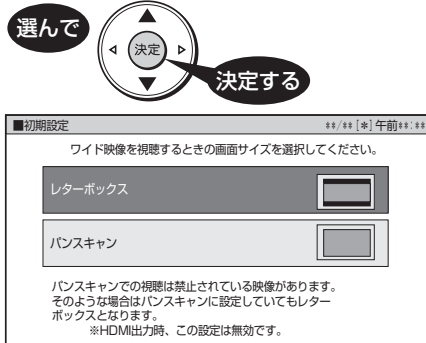 選んで
決定
決定する
■初期設定 **/**[*]午前**:**
ワイド映像を視聴するときの画面サイズを選択してください。
レターボックス
パンスキャン
パンスキャンでの視聴は禁止されている映像があります。
そのような場合はパンスキャンに設定していてもレター
ボックスとなります。
※HDMI出力時、この設定は無効です。